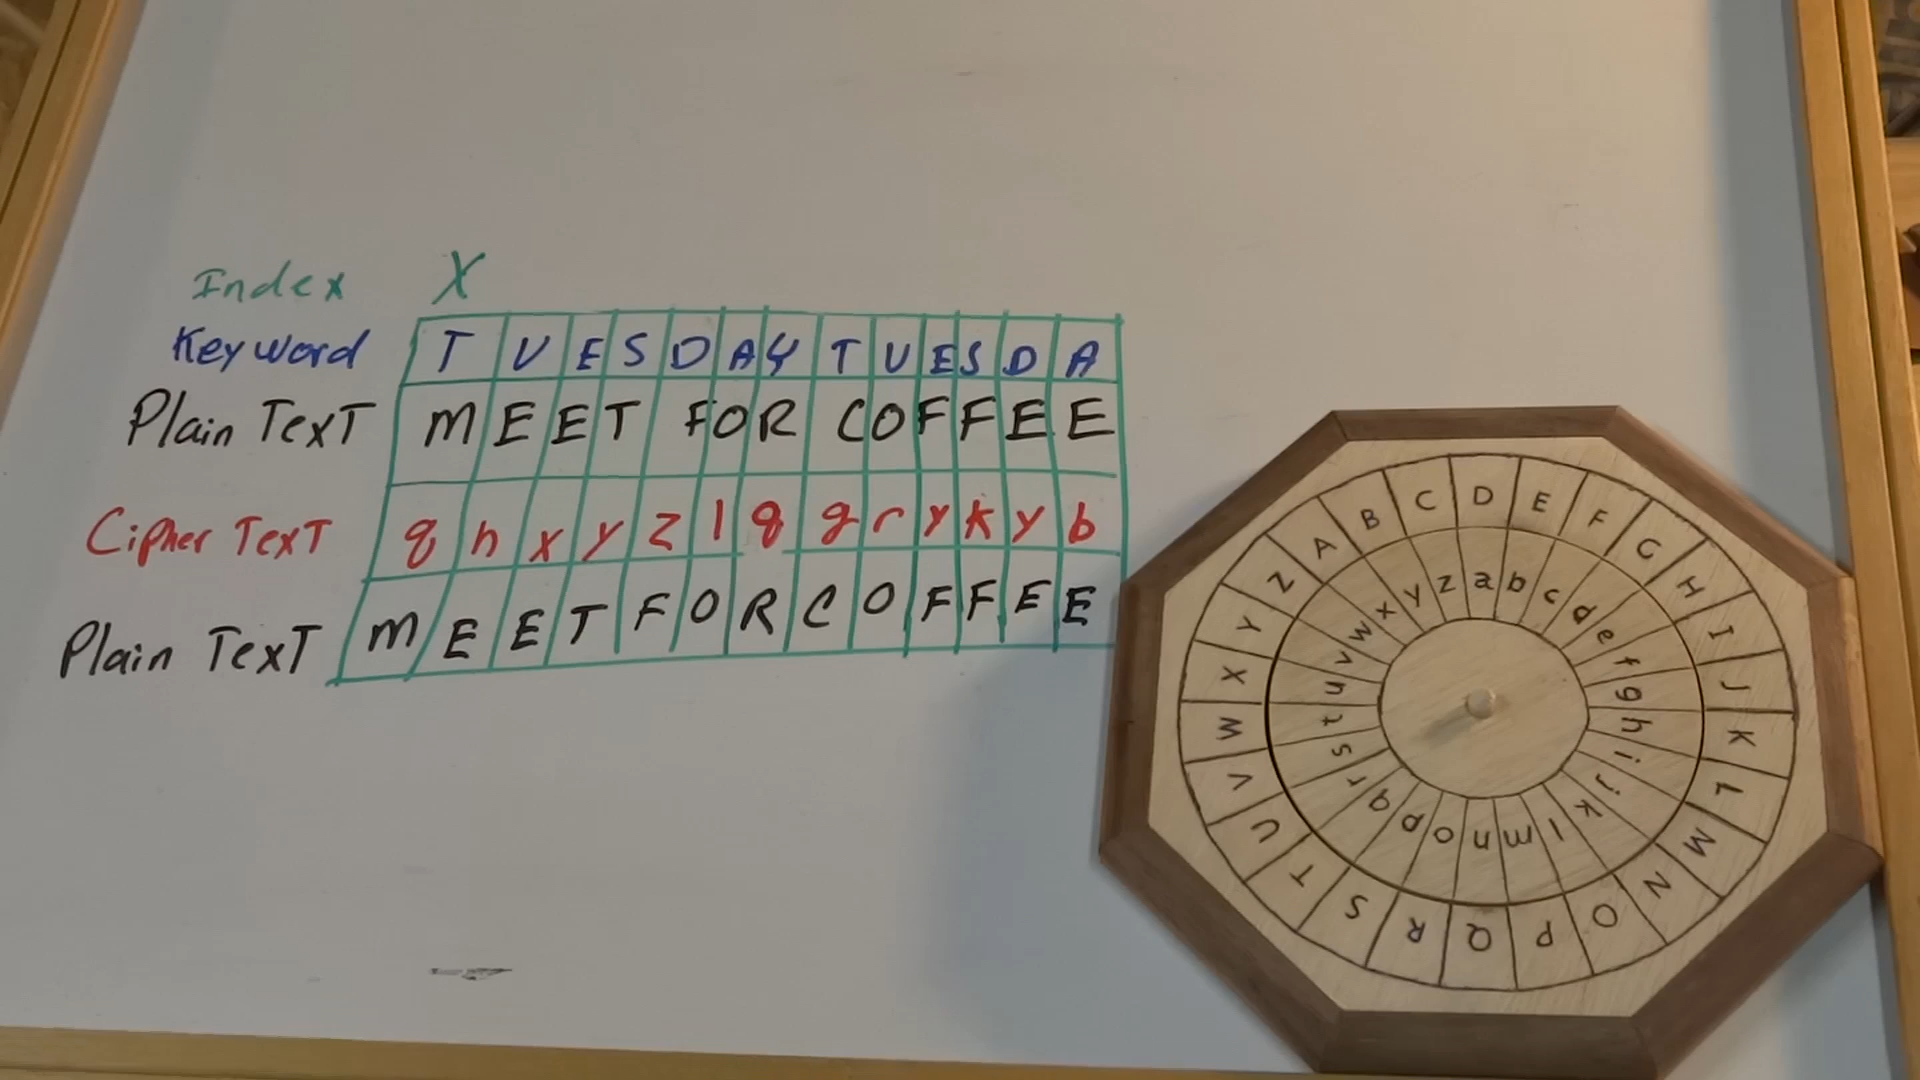 Index X
Keyword T U E S D A Y T U E S D A
Plain TexT M E E T F O R C O F F E E
Cipher TexT q h x y z l q g r y k y b
Plain TexT M E E T F O R C O F F E E
A B C D E F G H I J K L M N O P Q R S T U V W X Y Z
a b c d e f g h i j k l m n o p q r s t u v w x y z